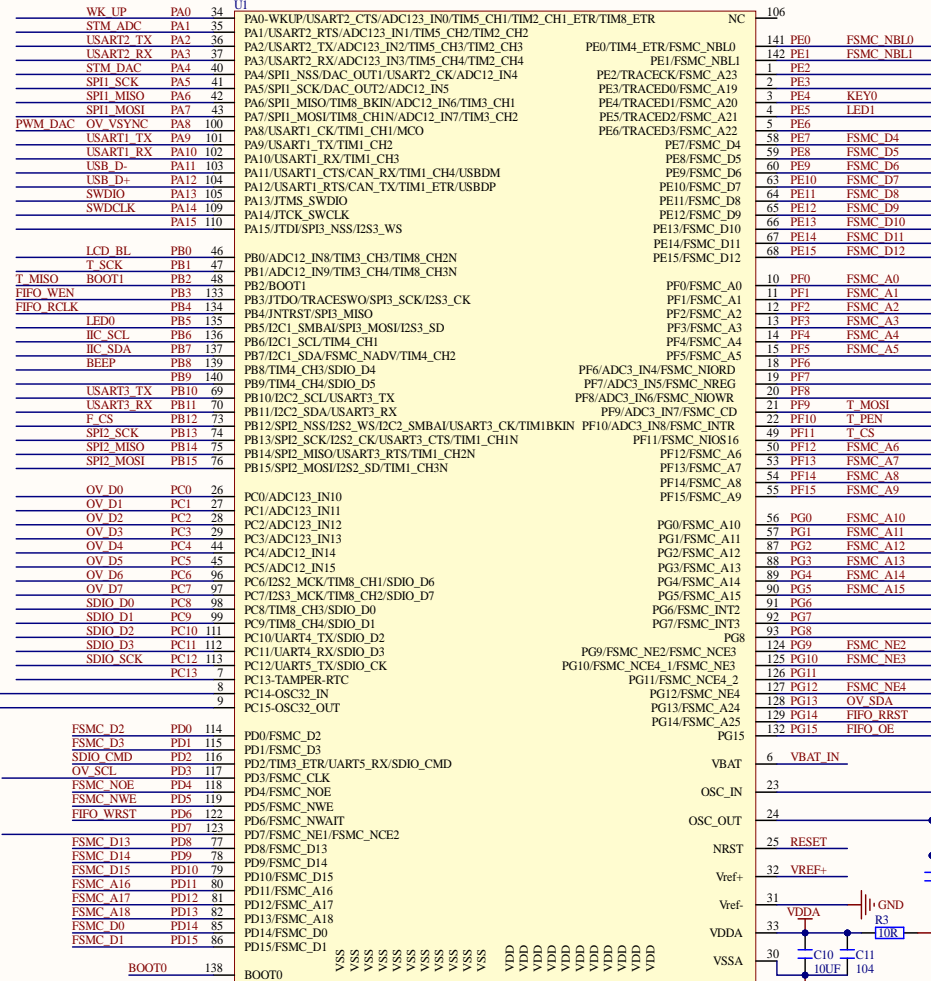 U1
WK_UP PA0 34 PA0-WKUP/USART2_CTS/ADC123_IN0/TIM5_CH1/TIM2_CH1_ETR/TIM8_ETR NC 106
STM_ADC PA1 35 PA1/USART2_RTS/ADC123_IN1/TIM5_CH2/TIM2_CH2
USART2_TX PA2 36 PA2/USART2_TX/ADC123_IN2/TIM5_CH3/TIM2_CH3 PE0/TIM4_ETR/FSMC_NBL0 141 PE0 FSMC_NBL0
USART2_RX PA3 37 PA3/USART2_RX/ADC123_IN3/TIM5_CH4/TIM2_CH4 PE1/FSMC_NBL1 142 PE1 FSMC_NBL1
STM_DAC PA4 40 PA4/SPI1_NSS/DAC_OUT1/USART2_CK/ADC12_IN4 PE2/TRACECK/FSMC_A23 1 PE2
SPI1_SCK PA5 41 PA5/SPI1_SCK/DAC_OUT2/ADC12_IN5 PE3/TRACED0/FSMC_A19 2 PE3
SPI1_MISO PA6 42 PA6/SPI1_MISO/TIM8_BKIN/ADC12_IN6/TIM3_CH1 PE4/TRACED1/FSMC_A20 3 PE4 KEY0
SPI1_MOSI PA7 43 PA7/SPI1_MOSI/TIM8_CH1N/ADC12_IN7/TIM3_CH2 PE5/TRACED2/FSMC_A21 4 PE5 LED1
PWM_DAC OV_VSYNC PA8 100 PA8/USART1_CK/TIM1_CH1/MCO PE6/TRACED3/FSMC_A22 5 PE6
USART1_TX PA9 101 PA9/USART1_TX/TIM1_CH2 PE7/FSMC_D4 58 PE7 FSMC_D4
USART1_RX PA10 102 PA10/USART1_RX/TIM1_CH3 PE8/FSMC_D5 59 PE8 FSMC_D5
USB_D- PA11 103 PA11/USART1_CTS/CAN_RX/TIM1_CH4/USBDM PE9/FSMC_D6 60 PE9 FSMC_D6
USB_D+ PA12 104 PA12/USART1_RTS/CAN_TX/TIM1_ETR/USBDP PE10/FSMC_D7 63 PE10 FSMC_D7
SWDIO PA13 105 PA13/JTMS_SWDIO PE11/FSMC_D8 64 PE11 FSMC_D8
SWDCLK PA14 109 PA14/JTCK_SWCLK PE12/FSMC_D9 65 PE12 FSMC_D9
PA15 110 PA15/JTDI/SPI3_NSS/I2S3_WS PE13/FSMC_D10 66 PE13 FSMC_D10
PE14/FSMC_D11 67 PE14 FSMC_D11
LCD_BL PB0 46 PB0/ADC12_IN8/TIM3_CH3/TIM8_CH2N PE15/FSMC_D12 68 PE15 FSMC_D12
T_SCK PB1 47 PB1/ADC12_IN9/TIM3_CH4/TIM8_CH3N
T_MISO BOOT1 PB2 48 PB2/BOOT1 PF0/FSMC_A0 10 PF0 FSMC_A0
FIFO_WEN PB3 133 PB3/JTDO/TRACESWO/SPI3_SCK/I2S3_CK PF1/FSMC_A1 11 PF1 FSMC_A1
FIFO_RCLK PB4 134 PB4/JNTRST/SPI3_MISO PF2/FSMC_A2 12 PF2 FSMC_A2
LED0 PB5 135 PB5/I2C1_SMBAI/SPI3_MOSI/I2S3_SD PF3/FSMC_A3 13 PF3 FSMC_A3
IIC_SCL PB6 136 PB6/I2C1_SCL/TIM4_CH1 PF4/FSMC_A4 14 PF4 FSMC_A4
IIC_SDA PB7 137 PB7/I2C1_SDA/FSMC_NADV/TIM4_CH2 PF5/FSMC_A5 15 PF5 FSMC_A5
BEEP PB8 139 PB8/TIM4_CH3/SDIO_D4 PF6/ADC3_IN4/FSMC_NIORD 18 PF6
PB9 140 PB9/TIM4_CH4/SDIO_D5 PF7/ADC3_IN5/FSMC_NREG 19 PF7
USART3_TX PB10 69 PB10/I2C2_SCL/USART3_TX PF8/ADC3_IN6/FSMC_NIOWR 20 PF8
USART3_RX PB11 70 PB11/I2C2_SDA/USART3_RX PF9/ADC3_IN7/FSMC_CD 21 PF9 T_MOSI
F_CS PB12 73 PB12/SPI2_NSS/I2S2_WS/I2C2_SMBAI/USART3_CK/TIM1BKIN PF10/ADC3_IN8/FSMC_INTR 22 PF10 T_PEN
SPI2_SCK PB13 74 PB13/SPI2_SCK/I2S2_CK/USART3_CTS/TIM1_CH1N PF11/FSMC_NIOS16 49 PF11 T_CS
SPI2_MISO PB14 75 PB14/SPI2_MISO/USART3_RTS/TIM1_CH2N PF12/FSMC_A6 50 PF12 FSMC_A6
SPI2_MOSI PB15 76 PB15/SPI2_MOSI/I2S2_SD/TIM1_CH3N PF13/FSMC_A7 53 PF13 FSMC_A7
PF14/FSMC_A8 54 PF14 FSMC_A8
OV_D0 PC0 26 PC0/ADC123_IN10 PF15/FSMC_A9 55 PF15 FSMC_A9
OV_D1 PC1 27 PC1/ADC123_IN11
OV_D2 PC2 28 PC2/ADC123_IN12 PG0/FSMC_A10 56 PG0 FSMC_A10
OV_D3 PC3 29 PC3/ADC123_IN13 PG1/FSMC_A11 57 PG1 FSMC_A11
OV_D4 PC4 44 PC4/ADC12_IN14 PG2/FSMC_A12 87 PG2 FSMC_A12
OV_D5 PC5 45 PC5/ADC12_IN15 PG3/FSMC_A13 88 PG3 FSMC_A13
OV_D6 PC6 96 PC6/I2S2_MCK/TIM8_CH1/SDIO_D6 PG4/FSMC_A14 89 PG4 FSMC_A14
OV_D7 PC7 97 PC7/I2S3_MCK/TIM8_CH2/SDIO_D7 PG5/FSMC_A15 90 PG5 FSMC_A15
SDIO_D0 PC8 98 PC8/TIM8_CH3/SDIO_D0 PG6/FSMC_INT2 91 PG6
SDIO_D1 PC9 99 PC9/TIM8_CH4/SDIO_D1 PG7/FSMC_INT3 92 PG7
SDIO_D2 PC10 111 PC10/UART4_TX/SDIO_D2 PG8 93 PG8
SDIO_D3 PC11 112 PC11/UART4_RX/SDIO_D3 PG9/FSMC_NE2/FSMC_NCE3 124 PG9 FSMC_NE2
SDIO_SCK PC12 113 PC12/UART5_TX/SDIO_CK PG10/FSMC_NCE4_1/FSMC_NE3 125 PG10 FSMC_NE3
PC13 7 PC13-TAMPER-RTC PG11/FSMC_NCE4_2 126 PG11
8 PC14-OSC32_IN PG12/FSMC_NE4 127 PG12 FSMC_NE4
9 PC15-OSC32_OUT PG13/FSMC_A24 128 PG13 OV_SDA
PG14/FSMC_A25 129 PG14 FIFO_RRST
FSMC_D2 PD0 114 PD0/FSMC_D2 PG15 132 PG15 FIFO_OE
FSMC_D3 PD1 115 PD1/FSMC_D3
SDIO_CMD PD2 116 PD2/TIM3_ETR/UART5_RX/SDIO_CMD VBAT 6 VBAT_IN
OV_SCL PD3 117 PD3/FSMC_CLK
FSMC_NOE PD4 118 PD4/FSMC_NOE OSC_IN 23
FSMC_NWE PD5 119 PD5/FSMC_NWE
FIFO_WRST PD6 122 PD6/FSMC_NWAIT OSC_OUT 24
PD7 123 PD7/FSMC_NE1/FSMC_NCE2
FSMC_D13 PD8 77 PD8/FSMC_D13 NRST 25 RESET
FSMC_D14 PD9 78 PD9/FSMC_D14
FSMC_D15 PD10 79 PD10/FSMC_D15 Vref+ 32 VREF+
FSMC_A16 PD11 80 PD11/FSMC_A16
FSMC_A17 PD12 81 PD12/FSMC_A17 Vref- 31 GND
FSMC_A18 PD13 82 PD13/FSMC_A18 VDDA R3
FSMC_D0 PD14 85 PD14/FSMC_D0 VDDA 33 10R
FSMC_D1 PD15 86 PD15/FSMC_D1
VSS VSS VSS VSS VSS VSS VSS VSS VSS VSS VSS VDD VDD VDD VDD VDD VDD VDD VDD VDD VDD VDD
VSSA 30 C10 C11
BOOT0 138 BOOT0 10UF 104